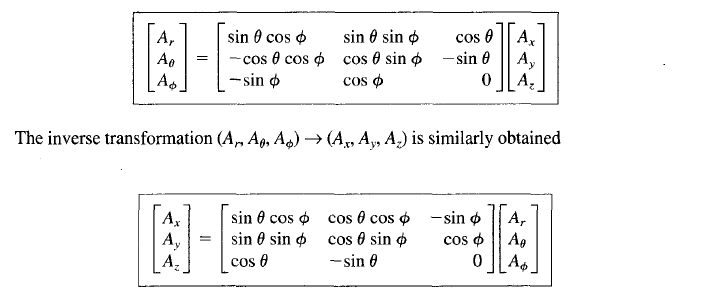 [A_r] = [sin θ cos φ sin θ sin φ cos θ] [A_x]
[A_θ] = [−cos θ cos φ cos θ sin φ −sin θ] [A_y]
[A_φ] = [−sin φ cos φ 0] [A_z]
The inverse transformation (A_r, A_θ, A_φ) → (A_x, A_y, A_z) is similarly obtained
[A_x] = [sin θ cos φ cos θ cos φ −sin φ] [A_r]
[A_y] = [sin θ sin φ cos θ sin φ cos φ] [A_θ]
[A_z] = [cos θ −sin θ 0] [A_φ]